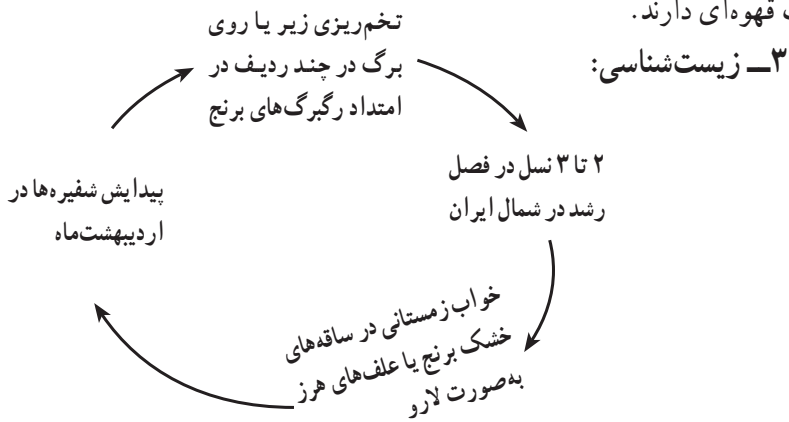 ت قهوه‌ای دارند.
۳ــ زیست‌شناسی:
تخم‌ریزی زیر یا روی
برگ در چند ردیف در
امتداد رگبرگ‌های برنج
۲ تا ۳ نسل در فصل
رشد در شمال ایران
خواب زمستانی در ساقه‌های
خشک برنج یا علف‌های هرز
به‌صورت لارو
پیدایش شفیره‌ها در
اردیبهشت‌ماه